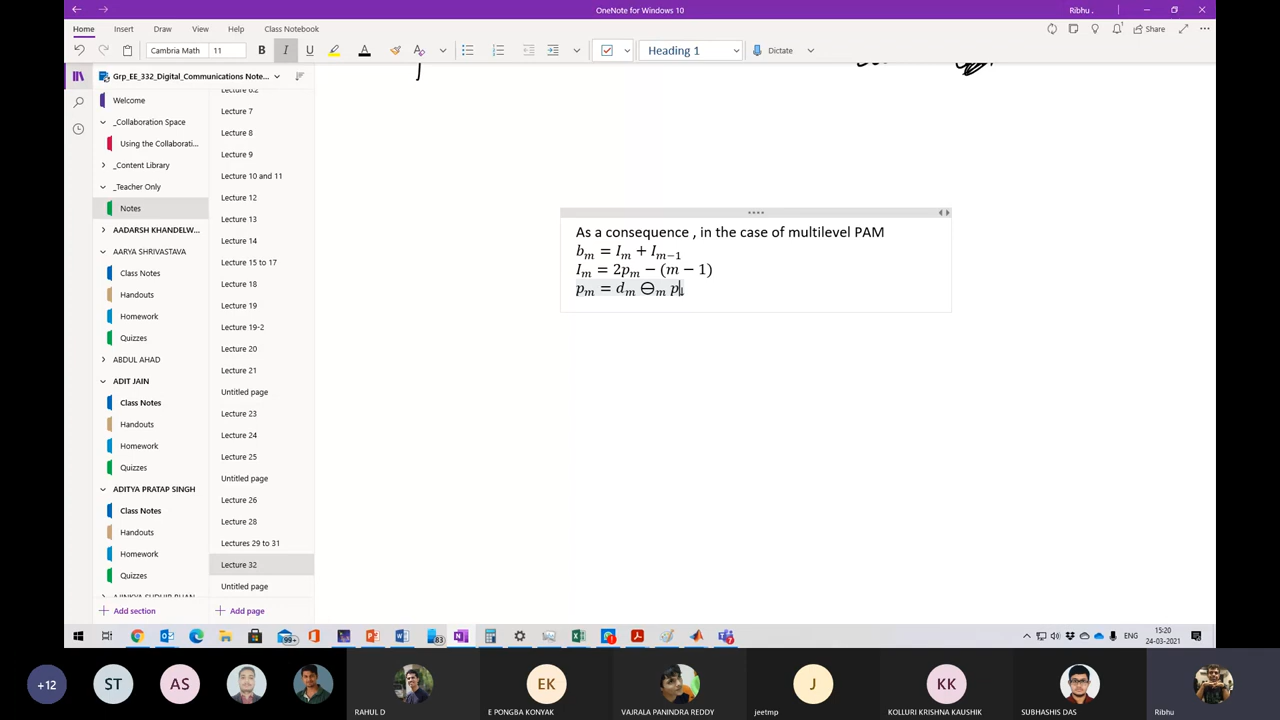 OneNote for Windows 10
Ribhu .
Home Insert Draw View Help Class Notebook
Share
Cambria Math 11 B I U A Heading 1 Dictate
Grp_EE_332_Digital_Communications Note...
Welcome
_Collaboration Space
Using the Collaborati...
_Content Library
_Teacher Only
Notes
AADARSH KHANDELW...
AARYA SHRIVASTAVA
Class Notes
Handouts
Homework
Quizzes
ABDUL AHAD
ADIT JAIN
Class Notes
Handouts
Homework
Quizzes
ADITYA PRATAP SINGH
Class Notes
Handouts
Homework
Quizzes
Add section
Lecture 7
Lecture 8
Lecture 9
Lecture 10 and 11
Lecture 12
Lecture 13
Lecture 14
Lecture 15 to 17
Lecture 18
Lecture 19
Lecture 19-2
Lecture 20
Lecture 21
Untitled page
Lecture 23
Lecture 24
Lecture 25
Untitled page
Lecture 26
Lecture 28
Lectures 29 to 31
Lecture 32
Untitled page
Add page
As a consequence , in the case of multilevel PAM
b_m = I_m + I_{m−1}
I_m = 2p_m − (m − 1)
p_m = d_m ⊖_m p
99+
83
ENG
15:20
24-03-2021
+12
ST
AS
RAHUL D
EK
E PONGBA KONYAK
VAJRALA PANINDRA REDDY
J
jeetmp
KK
KOLLURI KRISHNA KAUSHIK
SUBHASHIS DAS
Ribhu